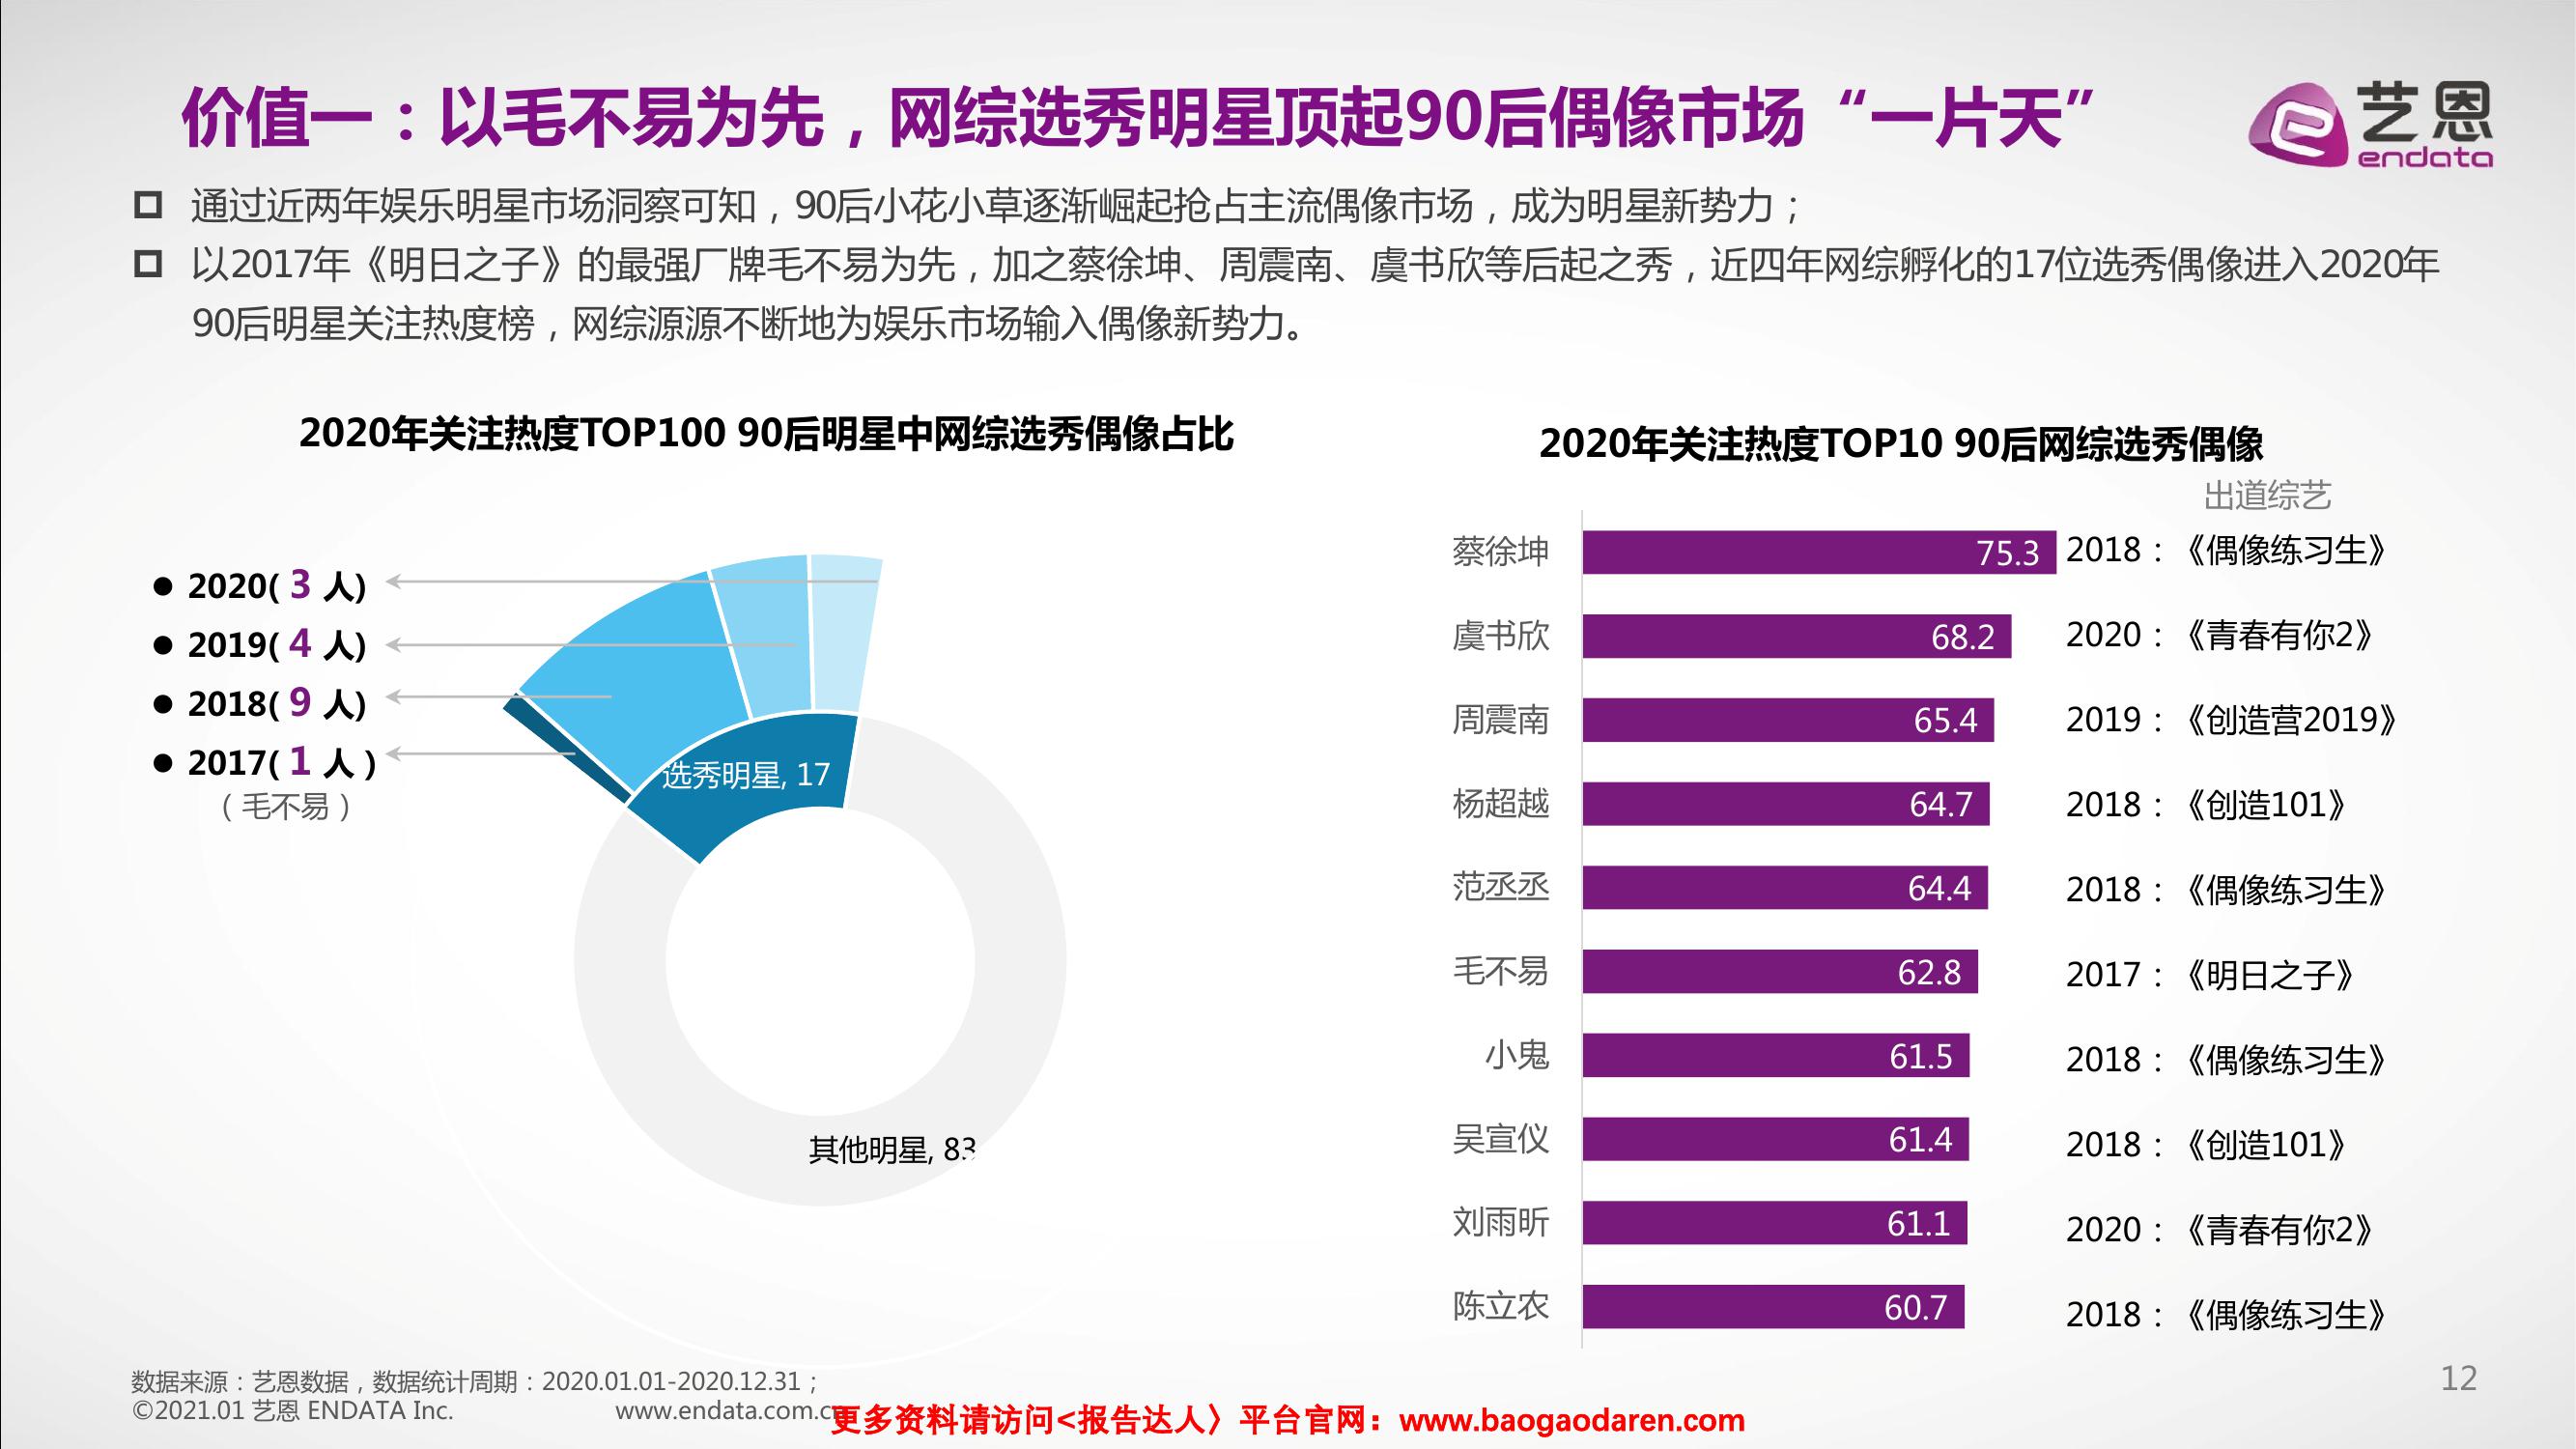 价值一：以毛不易为先，网综选秀明星顶起90后偶像市场“一片天”
艺恩
endata
通过近两年娱乐明星市场洞察可知，90后小花小草逐渐崛起抢占主流偶像市场，成为明星新势力；
以2017年《明日之子》的最强厂牌毛不易为先，加之蔡徐坤、周震南、虞书欣等后起之秀，近四年网综孵化的17位选秀偶像进入2020年
90后明星关注热度榜，网综源源不断地为娱乐市场输入偶像新势力。
2020年关注热度TOP100 90后明星中网综选秀偶像占比
2020( 3 人)
2019( 4 人)
2018( 9 人)
2017( 1 人 )
（毛不易）
选秀明星, 17
其他明星, 83
2020年关注热度TOP10 90后网综选秀偶像
出道综艺
蔡徐坤 75.3 2018：《偶像练习生》
虞书欣 68.2 2020：《青春有你2》
周震南 65.4 2019：《创造营2019》
杨超越 64.7 2018：《创造101》
范丞丞 64.4 2018：《偶像练习生》
毛不易 62.8 2017：《明日之子》
小鬼 61.5 2018：《偶像练习生》
吴宣仪 61.4 2018：《创造101》
刘雨昕 61.1 2020：《青春有你2》
陈立农 60.7 2018：《偶像练习生》
数据来源：艺恩数据，数据统计周期：2020.01.01-2020.12.31；
©2021.01 艺恩 ENDATA Inc. www.endata.com.cn
更多资料请访问<报告达人〉平台官网：www.baogaodaren.com
12